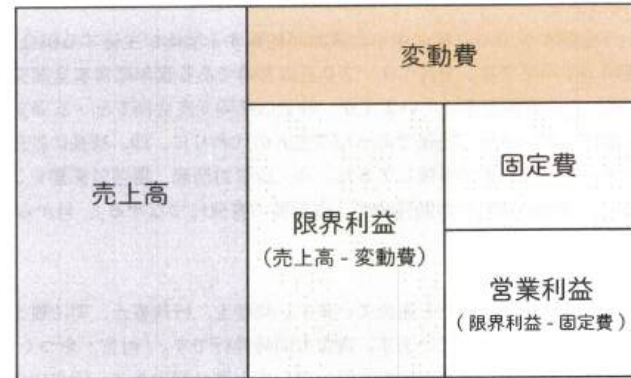 変動費
売上高
限界利益
(売上高 - 変動費)
固定費
営業利益
(限界利益 - 固定費)